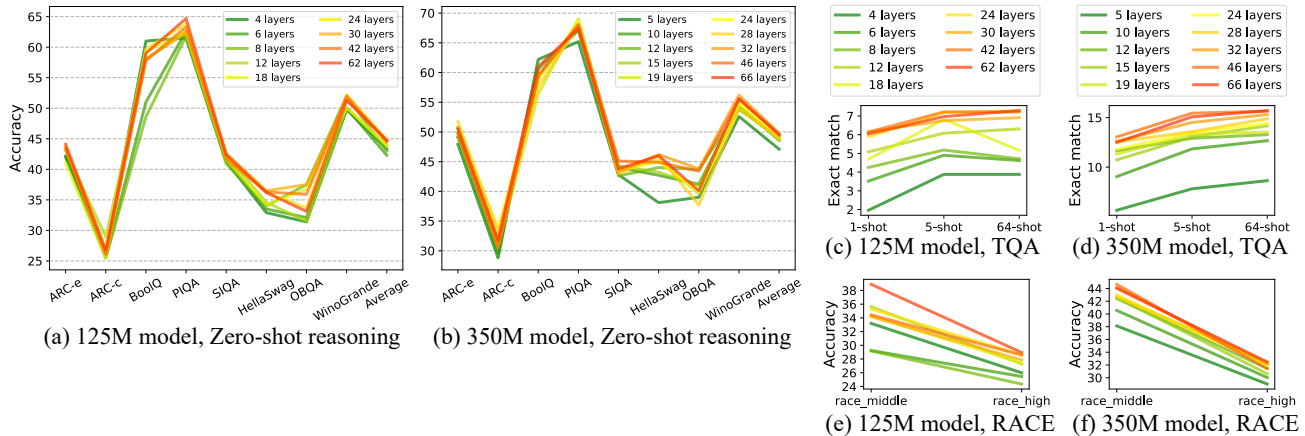 4 layers
6 layers
8 layers
12 layers
18 layers
24 layers
30 layers
42 layers
62 layers
Accuracy
65
60
55
50
45
40
35
30
25
ARC-e
ARC-c
BoolQ
PIQA
SIQA
HellaSwag
OBQA
WinoGrande
Average
(a) 125M model, Zero-shot reasoning
5 layers
10 layers
12 layers
15 layers
19 layers
24 layers
28 layers
32 layers
46 layers
66 layers
70
65
60
55
50
45
40
35
30
ARC-e
ARC-c
BoolQ
PIQA
SIQA
HellaSwag
OBQA
WinoGrande
Average
(b) 350M model, Zero-shot reasoning
4 layers
6 layers
8 layers
12 layers
18 layers
24 layers
30 layers
42 layers
62 layers
Exact match
7
6
5
4
3
2
1-shot
5-shot
64-shot
(c) 125M model, TQA
5 layers
10 layers
12 layers
15 layers
19 layers
24 layers
28 layers
32 layers
46 layers
66 layers
Exact match
15
10
1-shot
5-shot
64-shot
(d) 350M model, TQA
Accuracy
38
36
34
32
30
28
26
24
race_middle
race_high
(e) 125M model, RACE
Accuracy
44
42
40
38
36
34
32
30
race_middle
race_high
(f) 350M model, RACE